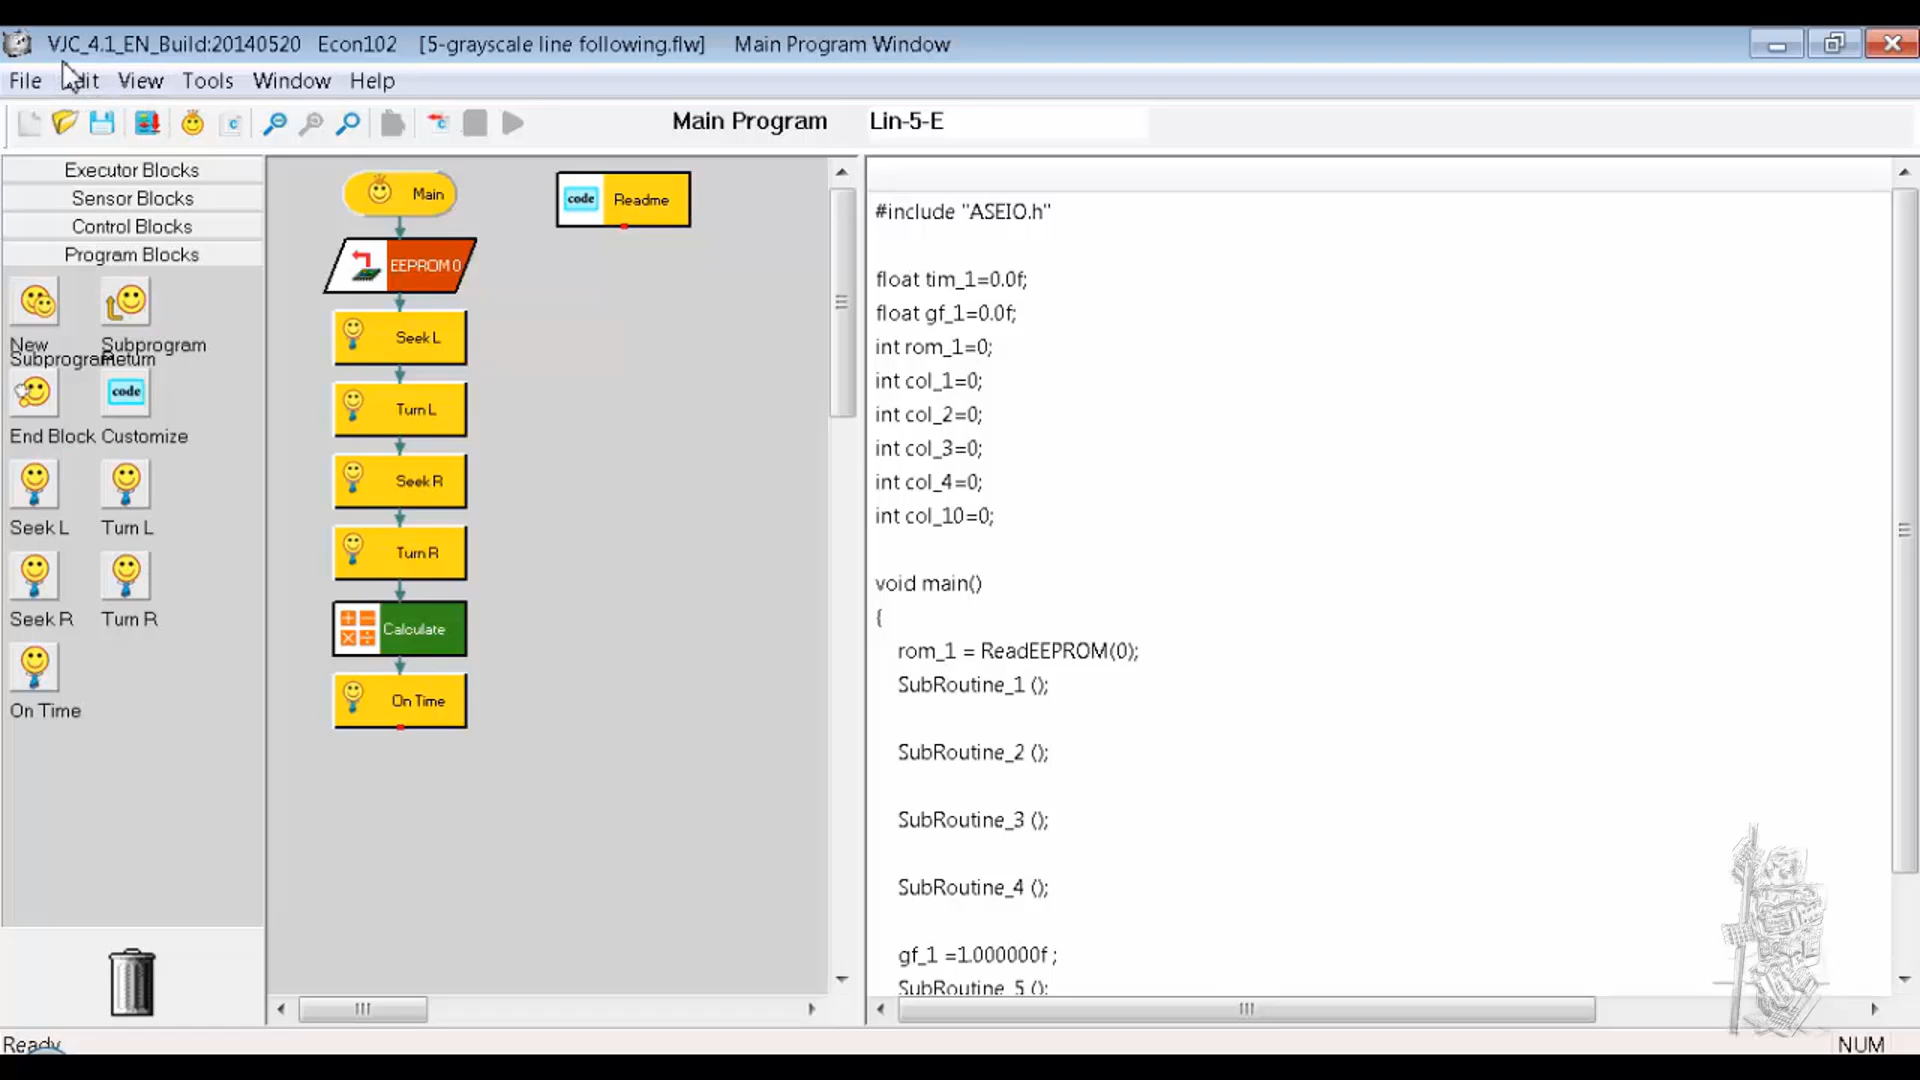 VJC_4.1_EN_Build:20140520 Econ102 [5-grayscale line following.flw] Main Program Window
File Edit View Tools Window Help
Main Program Lin-5-E
Executor Blocks
Sensor Blocks
Control Blocks
Program Blocks
New Subprogram
Subprogram Return
End Block
Customize
code
Seek L
Turn L
Seek R
Turn R
On Time
Main
EEPROM 0
Seek L
Turn L
Seek R
Turn R
Calculate
On Time
code
Readme
#include "ASEIO.h"
float tim_1=0.0f;
float gf_1=0.0f;
int rom_1=0;
int col_1=0;
int col_2=0;
int col_3=0;
int col_4=0;
int col_10=0;
void main()
{
rom_1 = ReadEEPROM(0);
SubRoutine_1 ();
SubRoutine_2 ();
SubRoutine_3 ();
SubRoutine_4 ();
gf_1 =1.000000f ;
SubRoutine_5 ();
Ready
NUM